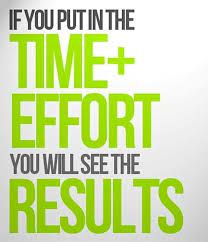 IF YOU PUT IN THE
TIME+
EFFORT
YOU WILL SEE THE
RESULTS